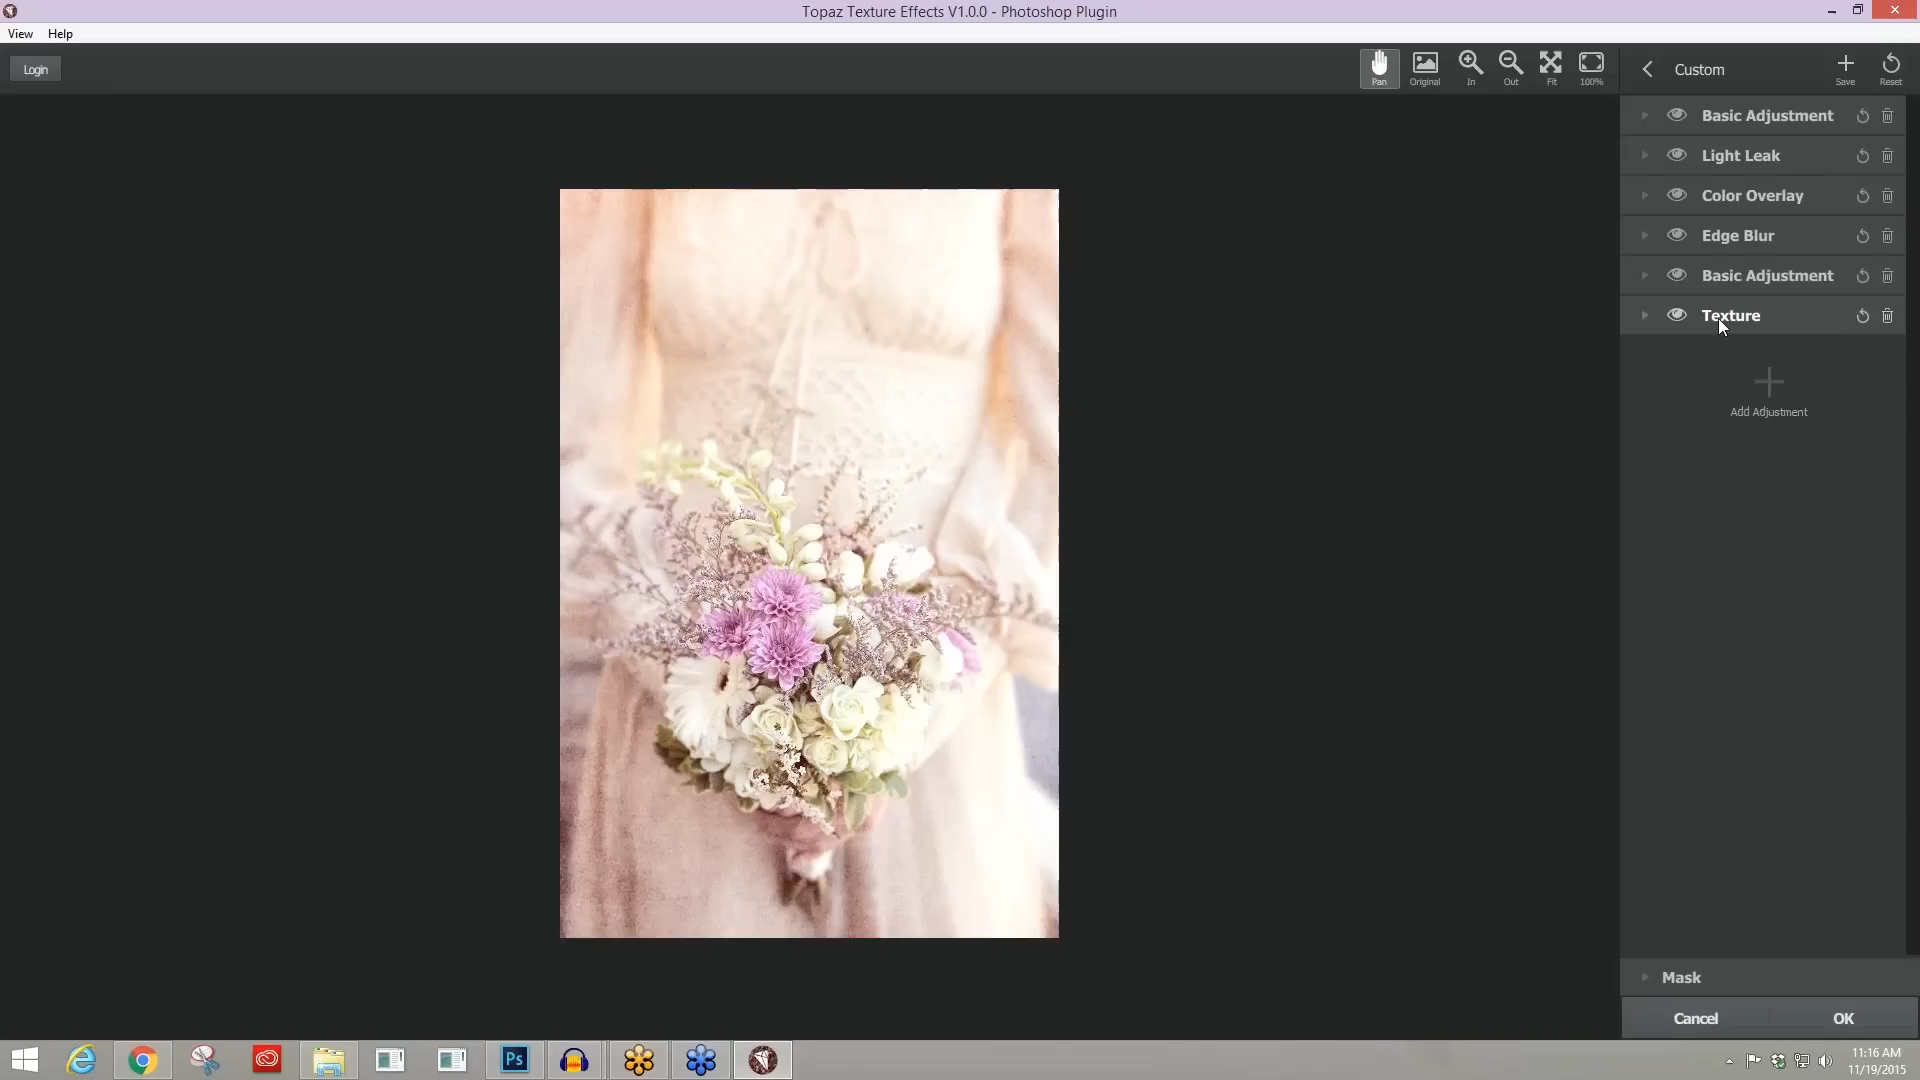 Topaz Texture Effects V1.0.0 - Photoshop Plugin
View Help
Login
Pan Original In Out Fit 100%
Custom
Save Reset
Basic Adjustment
Light Leak
Color Overlay
Edge Blur
Basic Adjustment
Texture
Add Adjustment
Mask
Cancel OK
Ps
11:16 AM
11/19/2015